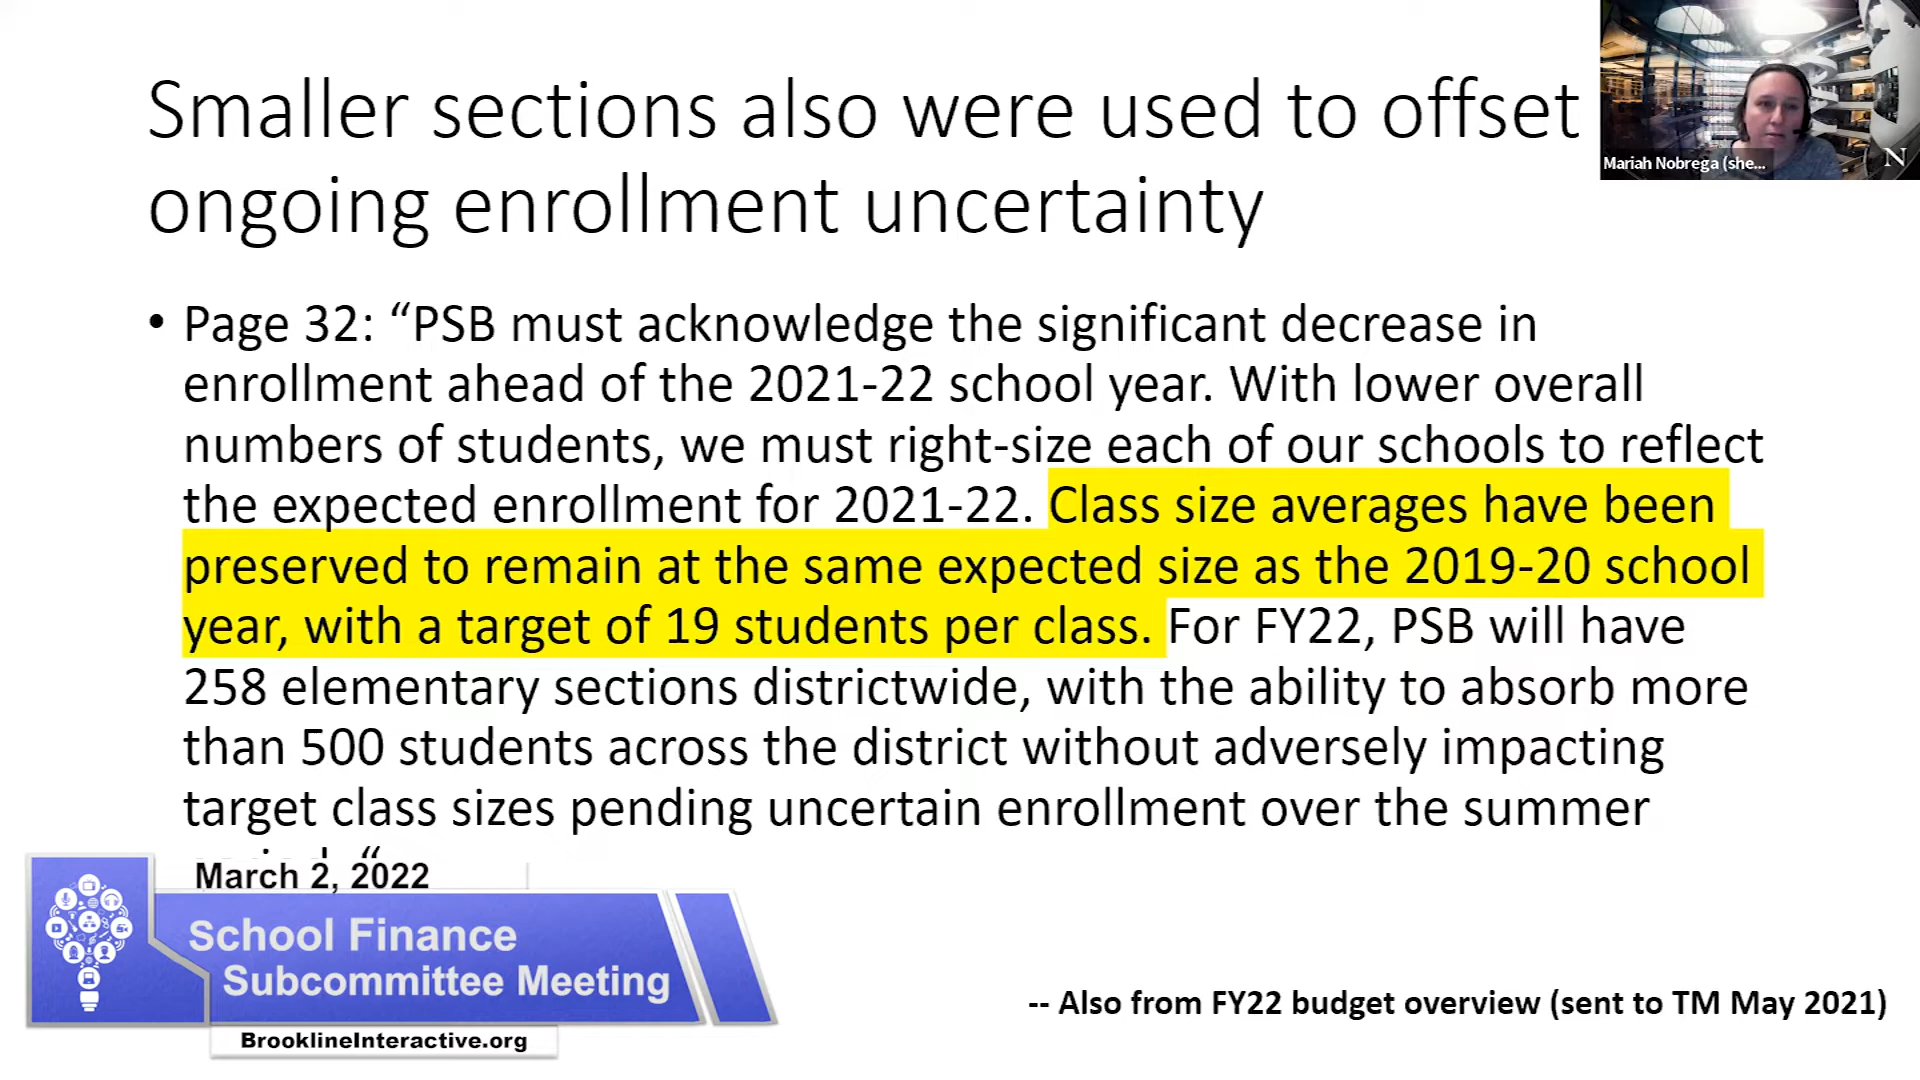 Smaller sections also were used to offset
ongoing enrollment uncertainty
Mariah Nobrega (she...
N
• Page 32: “PSB must acknowledge the significant decrease in
enrollment ahead of the 2021-22 school year. With lower overall
numbers of students, we must right-size each of our schools to reflect
the expected enrollment for 2021-22. Class size averages have been
preserved to remain at the same expected size as the 2019-20 school
year, with a target of 19 students per class. For FY22, PSB will have
258 elementary sections districtwide, with the ability to absorb more
than 500 students across the district without adversely impacting
target class sizes pending uncertain enrollment over the summer
March 2, 2022
School Finance
Subcommittee Meeting
BrooklineInteractive.org
-- Also from FY22 budget overview (sent to TM May 2021)